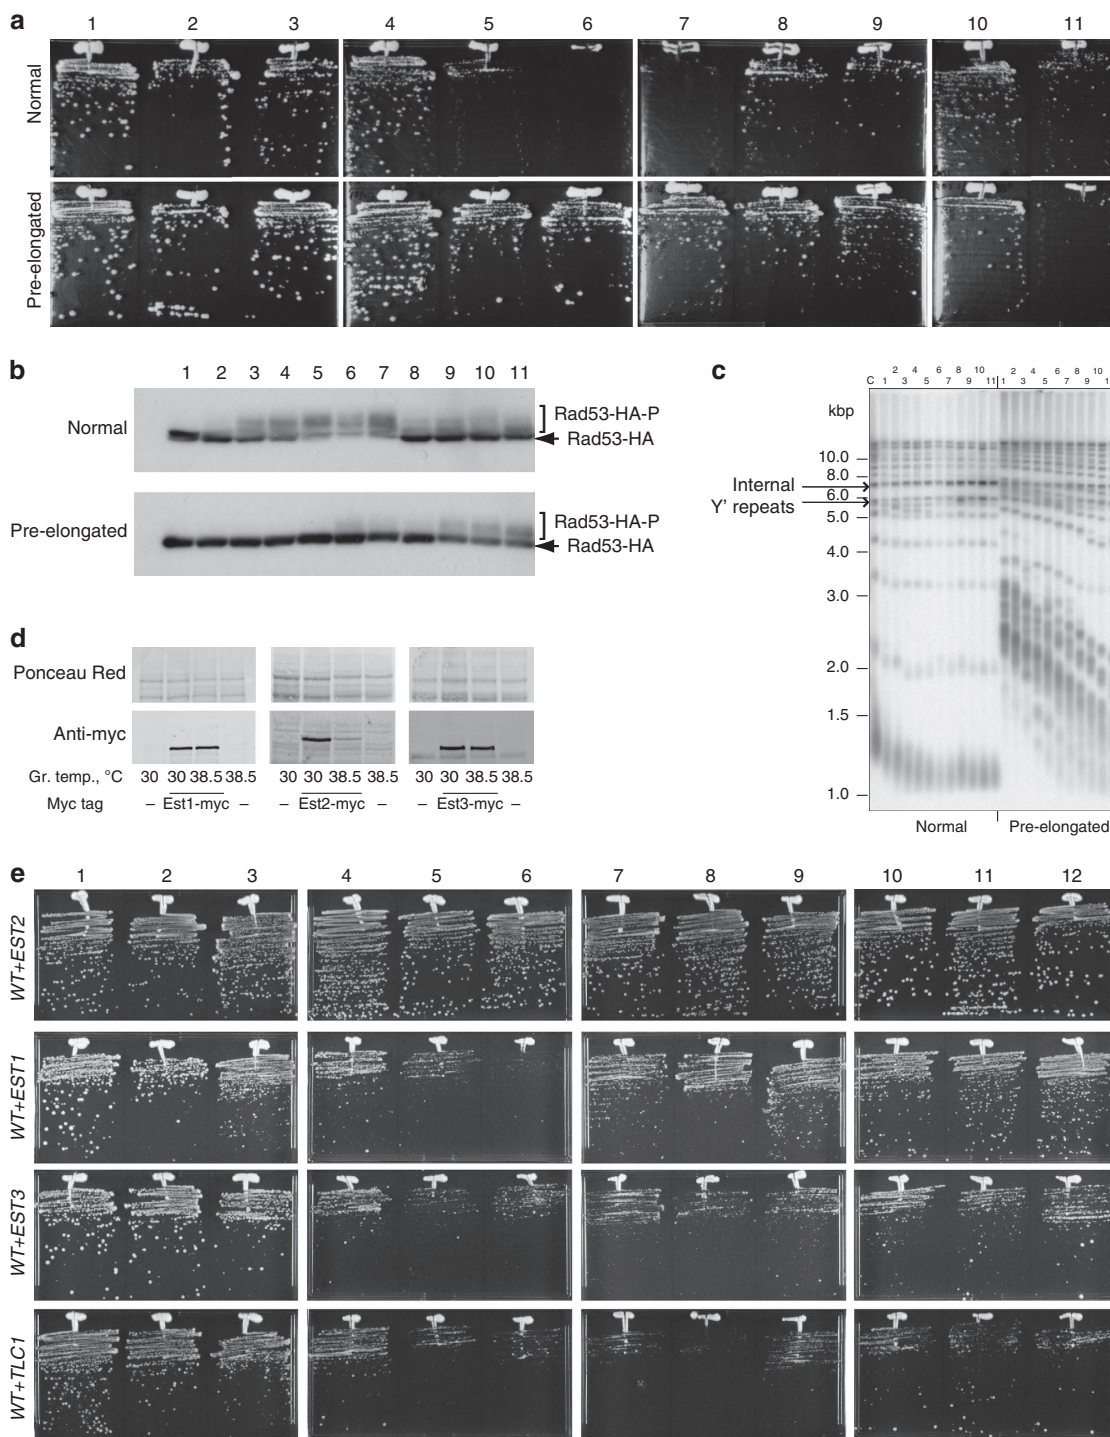 a
1 2 3 4 5 6 7 8 9 10 11
Normal
Pre-elongated
b
1 2 3 4 5 6 7 8 9 10 11
Normal
Rad53-HA-P
Rad53-HA
Pre-elongated
Rad53-HA-P
Rad53-HA
c
2 4 6 8 10 2 4 6 8 10
C 1 3 5 7 9 11 1 3 5 7 9 1
kbp
10.0
8.0
Internal
6.0
Y' repeats
5.0
4.0
3.0
2.0
1.5
1.0
Normal Pre-elongated
d
Ponceau Red
Anti-myc
Gr. temp., °C 30 30 38.5 38.5 30 30 38.5 38.5 30 30 38.5 38.5
Myc tag – Est1-myc – – Est2-myc – – Est3-myc –
e
1 2 3 4 5 6 7 8 9 10 11 12
WT+EST2
WT+EST1
WT+EST3
WT+TLC1